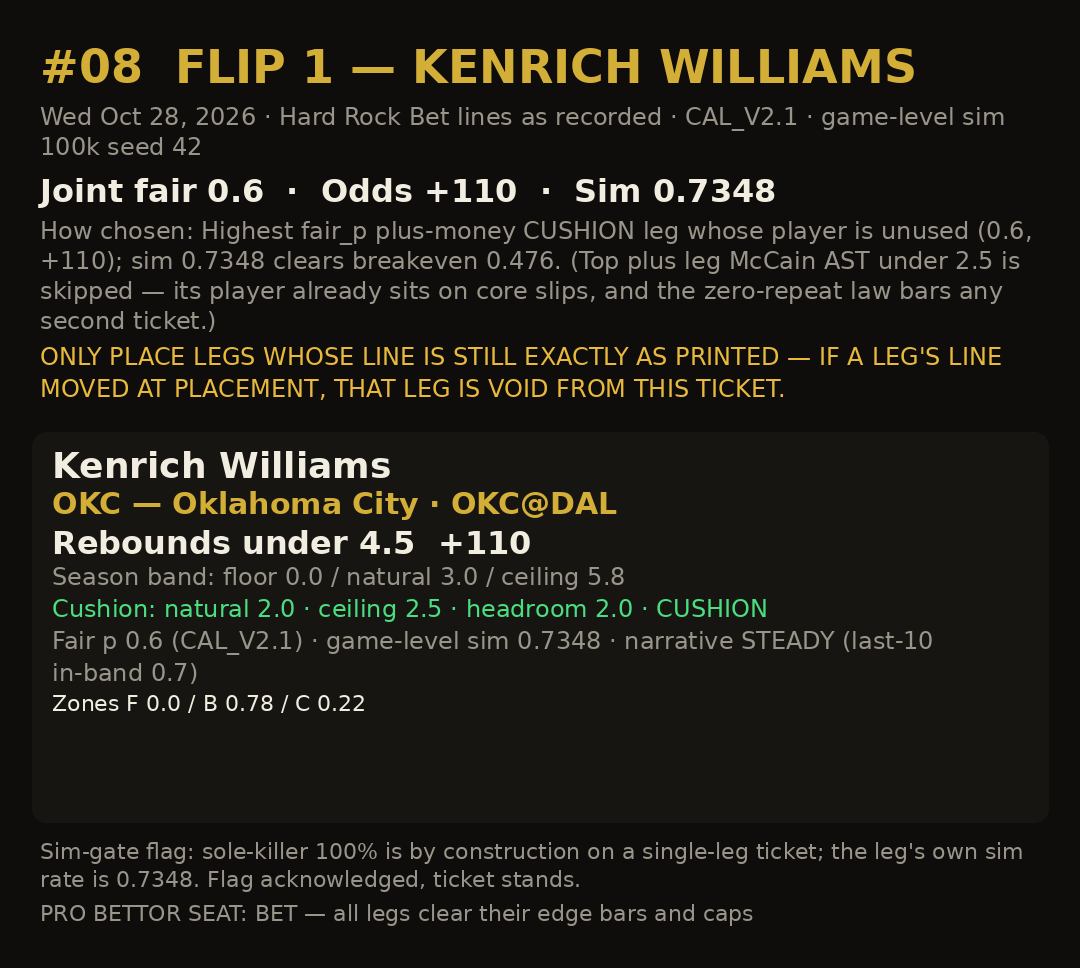 #08  FLIP 1 — KENRICH WILLIAMS
Wed Oct 28, 2026 · Hard Rock Bet lines as recorded · CAL_V2.1 · game-level sim
100k seed 42
Joint fair 0.6  ·  Odds +110  ·  Sim 0.7348
How chosen: Highest fair_p plus-money CUSHION leg whose player is unused (0.6,
+110); sim 0.7348 clears breakeven 0.476. (Top plus leg McCain AST under 2.5 is
skipped — its player already sits on core slips, and the zero-repeat law bars any
second ticket.)
ONLY PLACE LEGS WHOSE LINE IS STILL EXACTLY AS PRINTED — IF A LEG'S LINE
MOVED AT PLACEMENT, THAT LEG IS VOID FROM THIS TICKET.
Kenrich Williams
OKC — Oklahoma City · OKC@DAL
Rebounds under 4.5  +110
Season band: floor 0.0 / natural 3.0 / ceiling 5.8
Cushion: natural 2.0 · ceiling 2.5 · headroom 2.0 · CUSHION
Fair p 0.6 (CAL_V2.1) · game-level sim 0.7348 · narrative STEADY (last-10
in-band 0.7)
Zones F 0.0 / B 0.78 / C 0.22
Sim-gate flag: sole-killer 100% is by construction on a single-leg ticket; the leg's own sim
rate is 0.7348. Flag acknowledged, ticket stands.
PRO BETTOR SEAT: BET — all legs clear their edge bars and caps